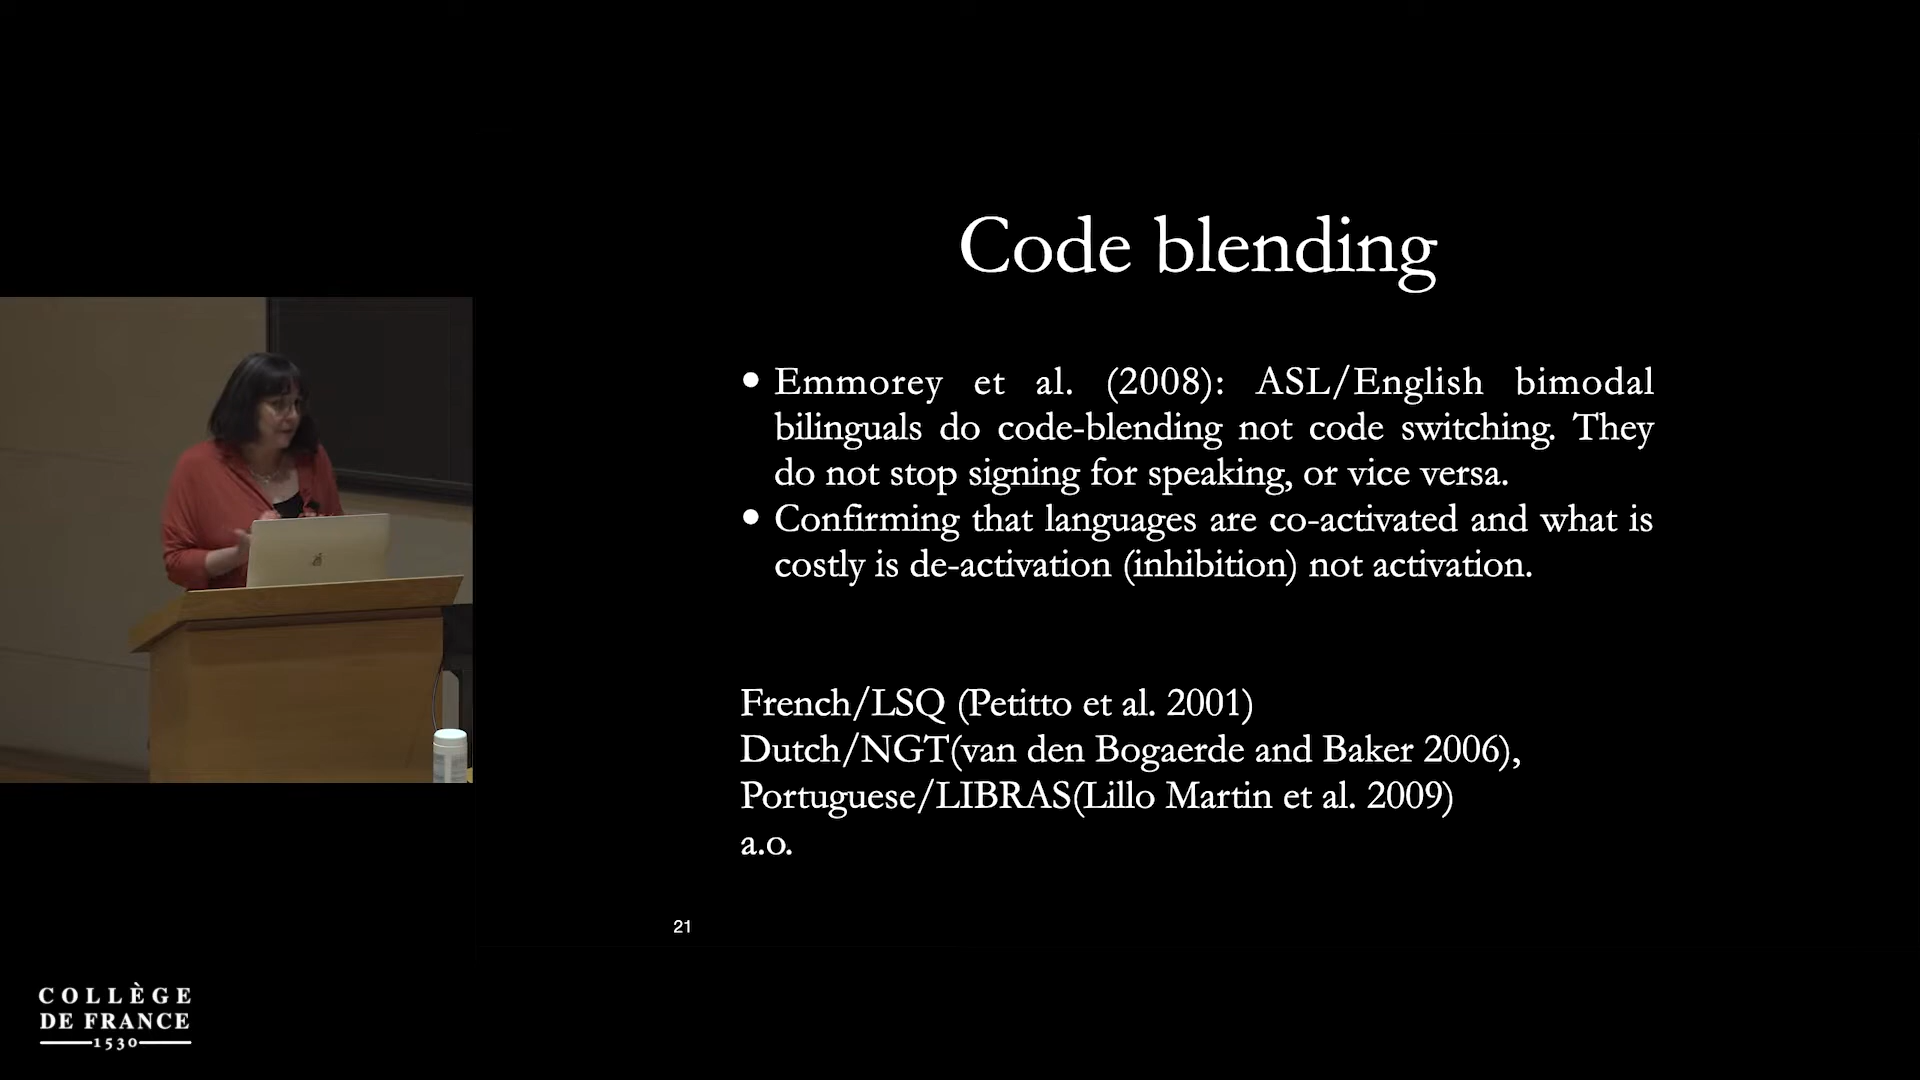 Code blending
• Emmorey et al. (2008): ASL/English bimodal
bilinguals do code-blending not code switching. They
do not stop signing for speaking, or vice versa.
• Confirming that languages are co-activated and what is
costly is de-activation (inhibition) not activation.
French/LSQ (Petitto et al. 2001)
Dutch/NGT(van den Bogaerde and Baker 2006),
Portuguese/LIBRAS(Lillo Martin et al. 2009)
a.o.
21
COLLÈGE
DE FRANCE
1530